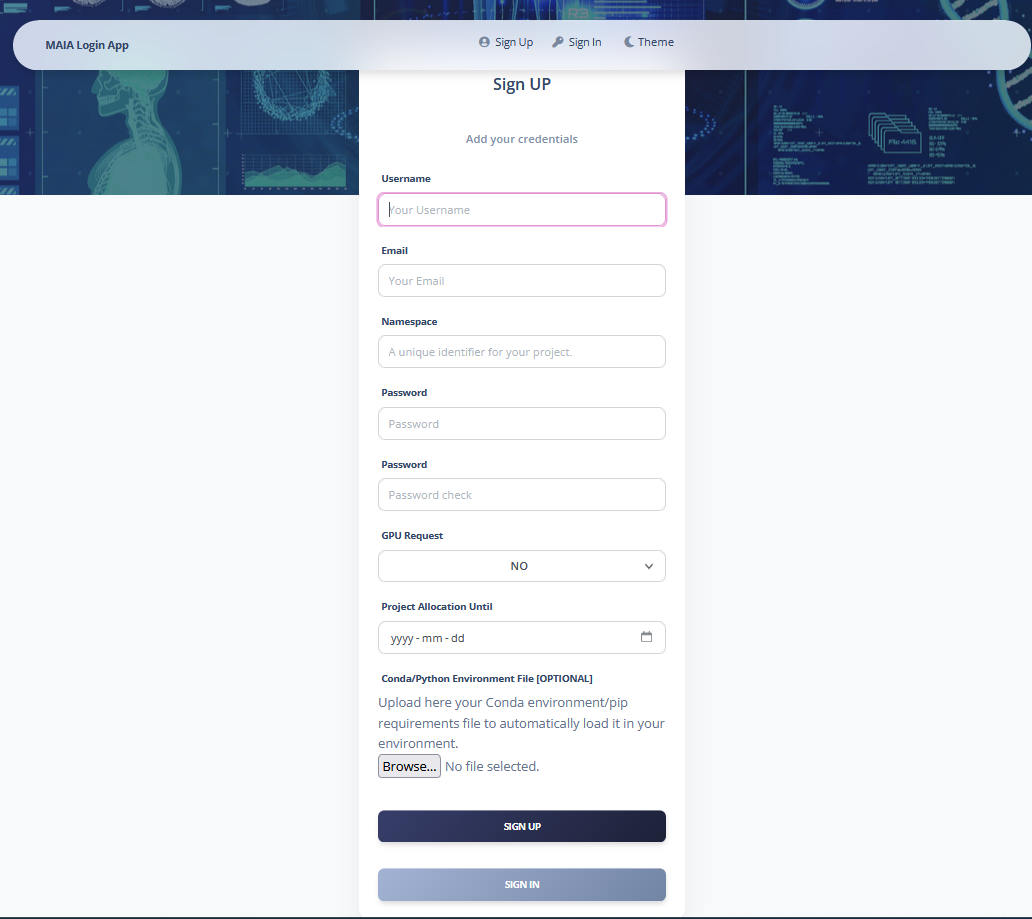 MAIA Login App
Sign Up
Sign In
Theme
File 4416
Sign UP
Add your credentials
Username
Your Username
Email
Your Email
Namespace
A unique identifier for your project.
Password
Password
Password
Password check
GPU Request
NO
Project Allocation Until
yyyy - mm - dd
Conda/Python Environment File [OPTIONAL]
Upload here your Conda environment/pip
requirements file to automatically load it in your
environment.
Browse... No file selected.
SIGN UP
SIGN IN